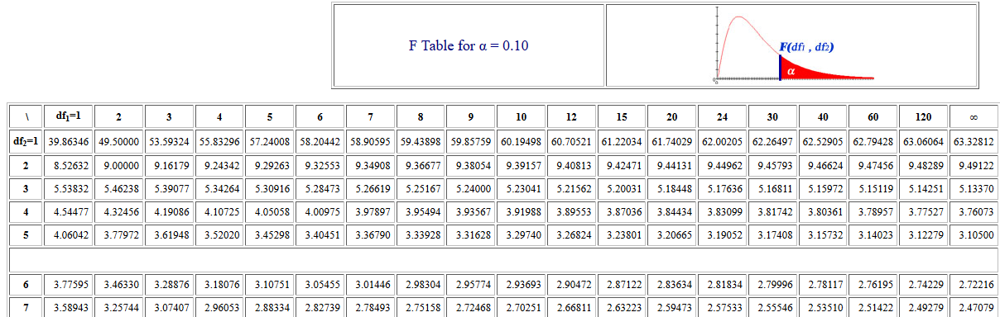 F Table for α = 0.10
F(df1 , df2)
α
0
0
\ df1=1 2 3 4 5 6 7 8 9 10 12 15 20 24 30 40 60 120 ∞
df2=1 39.86346 49.50000 53.59324 55.83296 57.24008 58.20442 58.90595 59.43898 59.85759 60.19498 60.70521 61.22034 61.74029 62.00205 62.26497 62.52905 62.79428 63.06064 63.32812
2 8.52632 9.00000 9.16179 9.24342 9.29263 9.32553 9.34908 9.36677 9.38054 9.39157 9.40813 9.42471 9.44131 9.44962 9.45793 9.46624 9.47456 9.48289 9.49122
3 5.53832 5.46238 5.39077 5.34264 5.30916 5.28473 5.26619 5.25167 5.24000 5.23041 5.21562 5.20031 5.18448 5.17636 5.16811 5.15972 5.15119 5.14251 5.13370
4 4.54477 4.32456 4.19086 4.10725 4.05058 4.00975 3.97897 3.95494 3.93567 3.91988 3.89553 3.87036 3.84434 3.83099 3.81742 3.80361 3.78957 3.77527 3.76073
5 4.06042 3.77972 3.61948 3.52020 3.45298 3.40451 3.36790 3.33928 3.31628 3.29740 3.26824 3.23801 3.20665 3.19052 3.17408 3.15732 3.14023 3.12279 3.10500
6 3.77595 3.46330 3.28876 3.18076 3.10751 3.05455 3.01446 2.98304 2.95774 2.93693 2.90472 2.87122 2.83634 2.81834 2.79996 2.78117 2.76195 2.74229 2.72216
7 3.58943 3.25744 3.07407 2.96053 2.88334 2.82739 2.78493 2.75158 2.72468 2.70251 2.66811 2.63223 2.59473 2.57533 2.55546 2.53510 2.51422 2.49279 2.47079